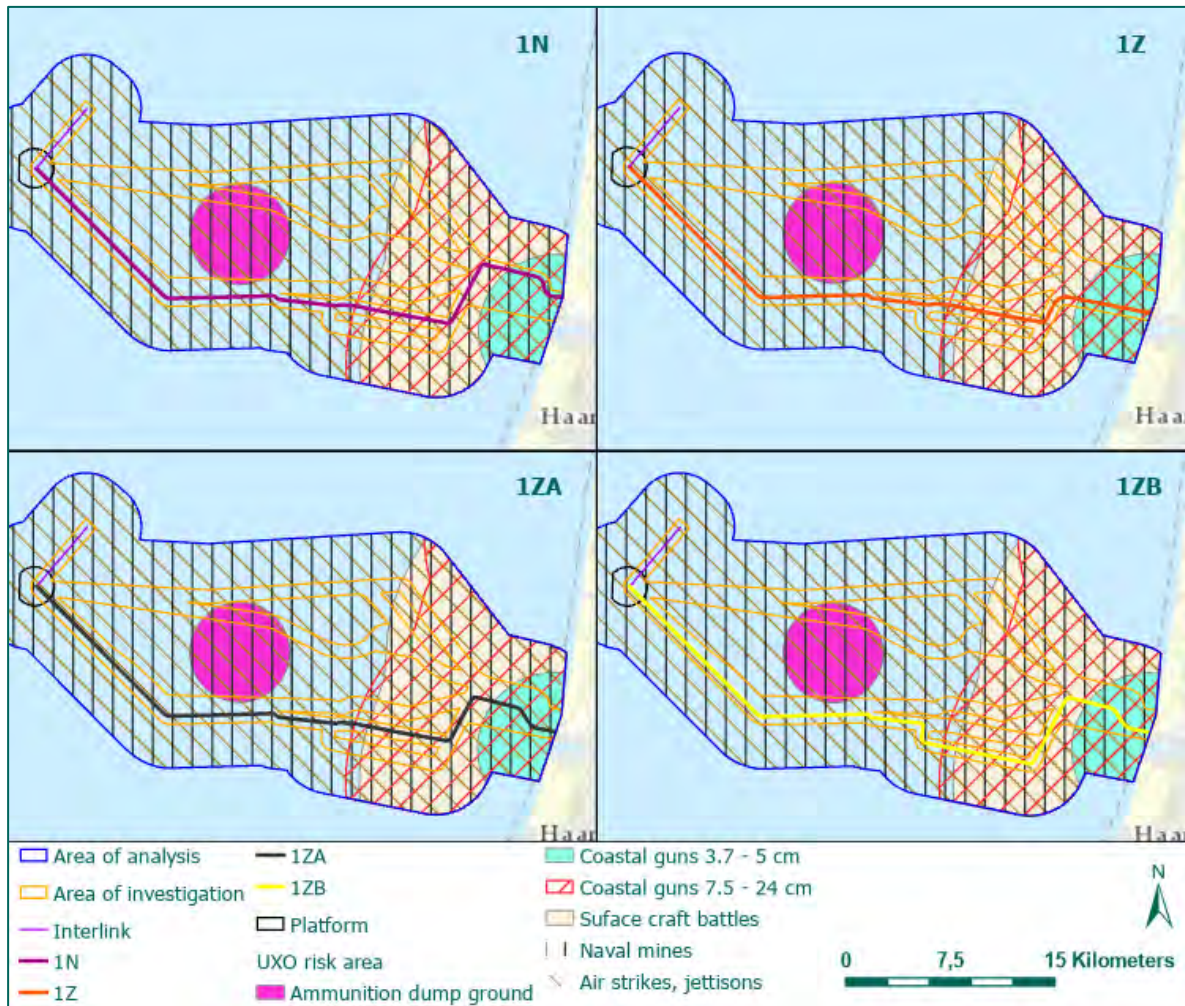 1N
1Z
Haar
Haar
1ZA
1ZB
Haar
Haar
Area of analysis
Area of investigation
Interlink
1N
1Z
1ZA
1ZB
Platform
UXO risk area
Ammunition dump ground
Coastal guns 3.7 - 5 cm
Coastal guns 7.5 - 24 cm
Suface craft battles
Naval mines
Air strikes, jettisons
N
0 7,5 15 Kilometers